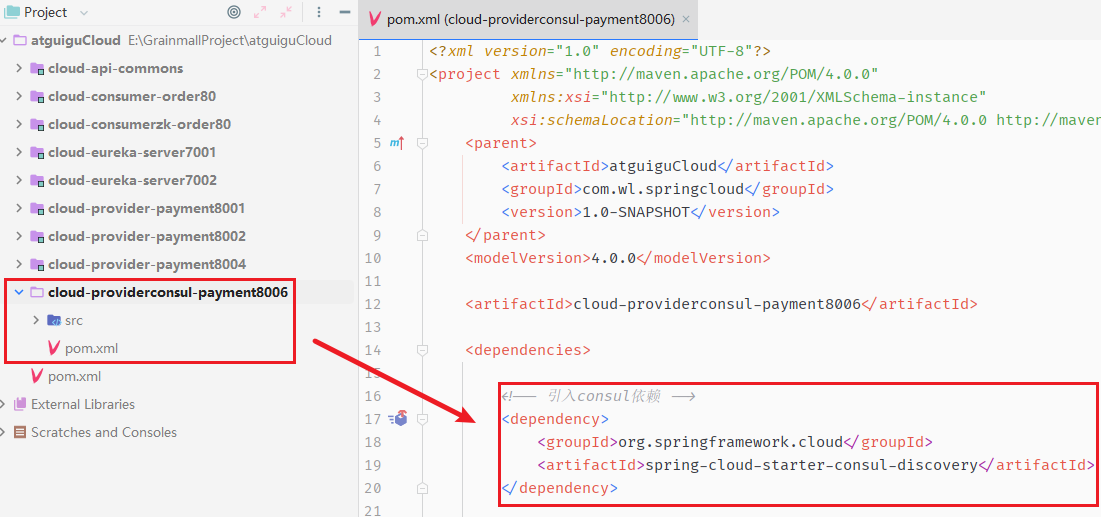 Project
atguiguCloud E:\GrainmallProject\atguiguCloud
cloud-api-commons
cloud-consumer-order80
cloud-consumerzk-order80
cloud-eureka-server7001
cloud-eureka-server7002
cloud-provider-payment8001
cloud-provider-payment8002
cloud-provider-payment8004
cloud-providerconsul-payment8006
src
pom.xml
pom.xml
External Libraries
Scratches and Consoles
pom.xml (cloud-providerconsul-payment8006)
1 <?xml version="1.0" encoding="UTF-8"?>
2 <project xmlns="http://maven.apache.org/POM/4.0.0"
3 xmlns:xsi="http://www.w3.org/2001/XMLSchema-instance"
4 xsi:schemaLocation="http://maven.apache.org/POM/4.0.0 http://maven
5 <parent>
6 <artifactId>atguiguCloud</artifactId>
7 <groupId>com.wl.springcloud</groupId>
8 <version>1.0-SNAPSHOT</version>
9 </parent>
10 <modelVersion>4.0.0</modelVersion>
11
12 <artifactId>cloud-providerconsul-payment8006</artifactId>
13
14 <dependencies>
16 <!-- 引入consul依赖 -->
17 <dependency>
18 <groupId>org.springframework.cloud</groupId>
19 <artifactId>spring-cloud-starter-consul-discovery</artifactId>
20 </dependency>
21